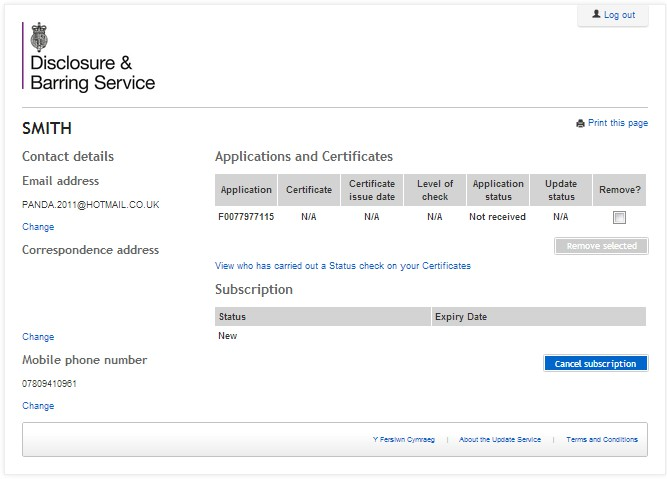 Log out
Disclosure &
Barring Service
SMITH
Print this page
Contact details
Email address
PANDA.2011@HOTMAIL.CO.UK
Change
Correspondence address
Change
Mobile phone number
07809410961
Change
Applications and Certificates
Application Certificate Certificate issue date Level of check Application status Update status Remove?
F0077977115 N/A N/A N/A Not received N/A
Remove selected
View who has carried out a Status check on your Certificates
Subscription
Status Expiry Date
New
Cancel subscription
Y Fersiwn Cymraeg | About the Update Service | Terms and Conditions